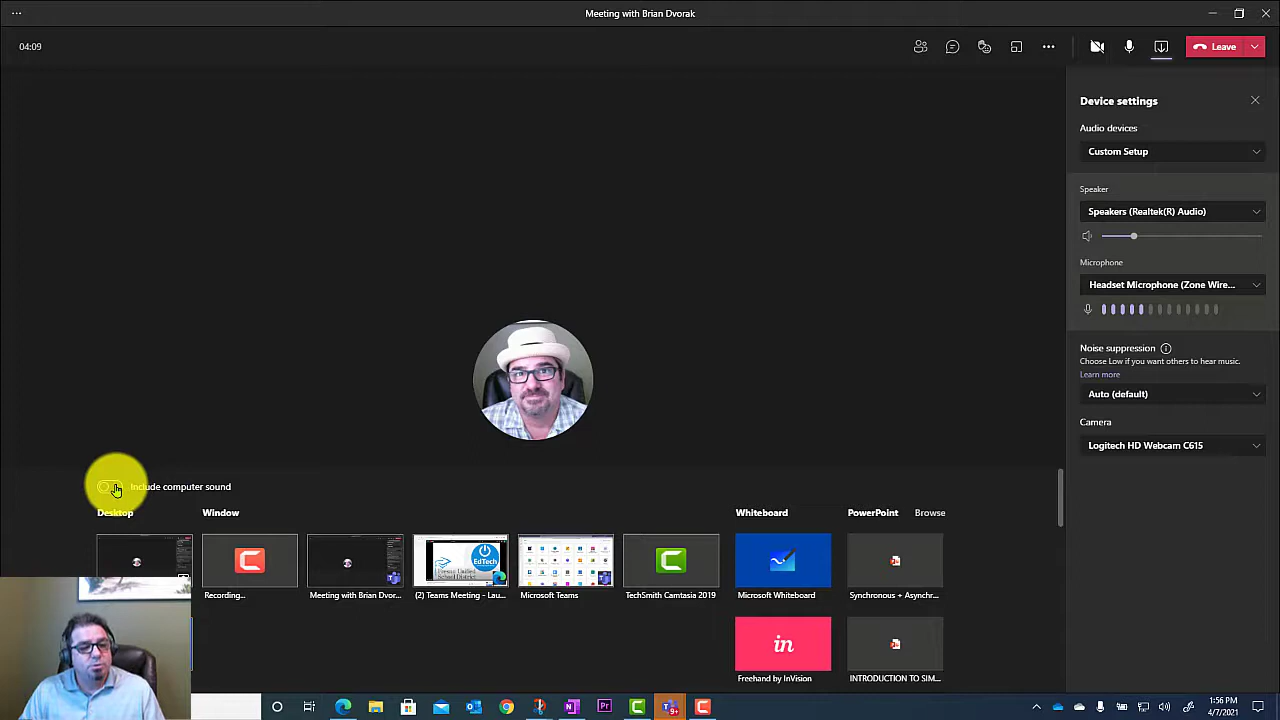 Meeting with Brian Dvorak
04:09
Leave
Device settings
Audio devices
Custom Setup
Speaker
Speakers (Realtek(R) Audio)
Microphone
Headset Microphone (Zone Wire...
Noise suppression
Choose Low if you want others to hear music.
Learn more
Auto (default)
Camera
Logitech HD Webcam C615
Include computer sound
Desktop
Window
Whiteboard
PowerPoint
Browse
EdTech
in
Recording...
Meeting with Brian Dvor...
(2) Teams Meeting - Lau...
Microsoft Teams
TechSmith Camtasia 2019
Microsoft Whiteboard
Synchronous + Asynchr...
Freehand by InVision
INTRODUCTION TO SIM...
1:56 PM
4/7/2021